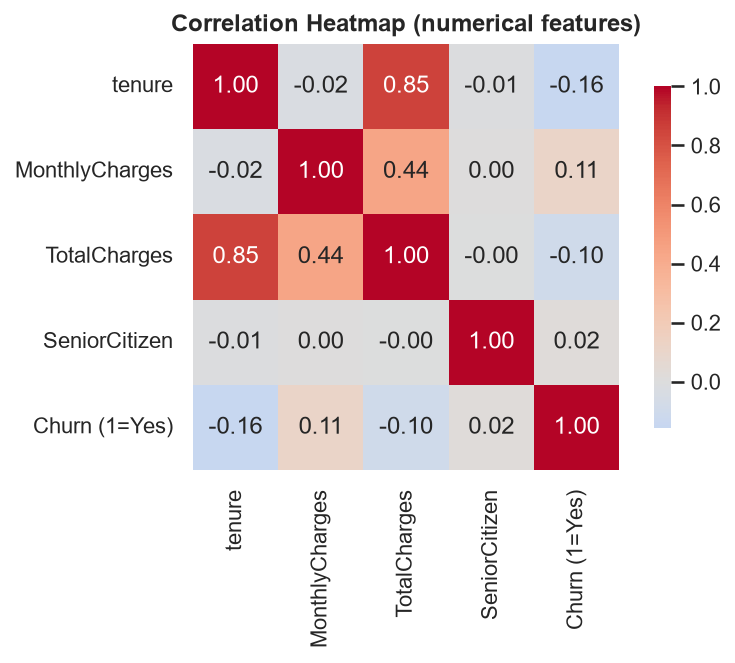 Correlation Heatmap (numerical features)
tenure 1.00 -0.02 0.85 -0.01 -0.16
MonthlyCharges -0.02 1.00 0.44 0.00 0.11
TotalCharges 0.85 0.44 1.00 -0.00 -0.10
SeniorCitizen -0.01 0.00 -0.00 1.00 0.02
Churn (1=Yes) -0.16 0.11 -0.10 0.02 1.00
tenure
MonthlyCharges
TotalCharges
SeniorCitizen
Churn (1=Yes)
1.0
0.8
0.6
0.4
0.2
0.0